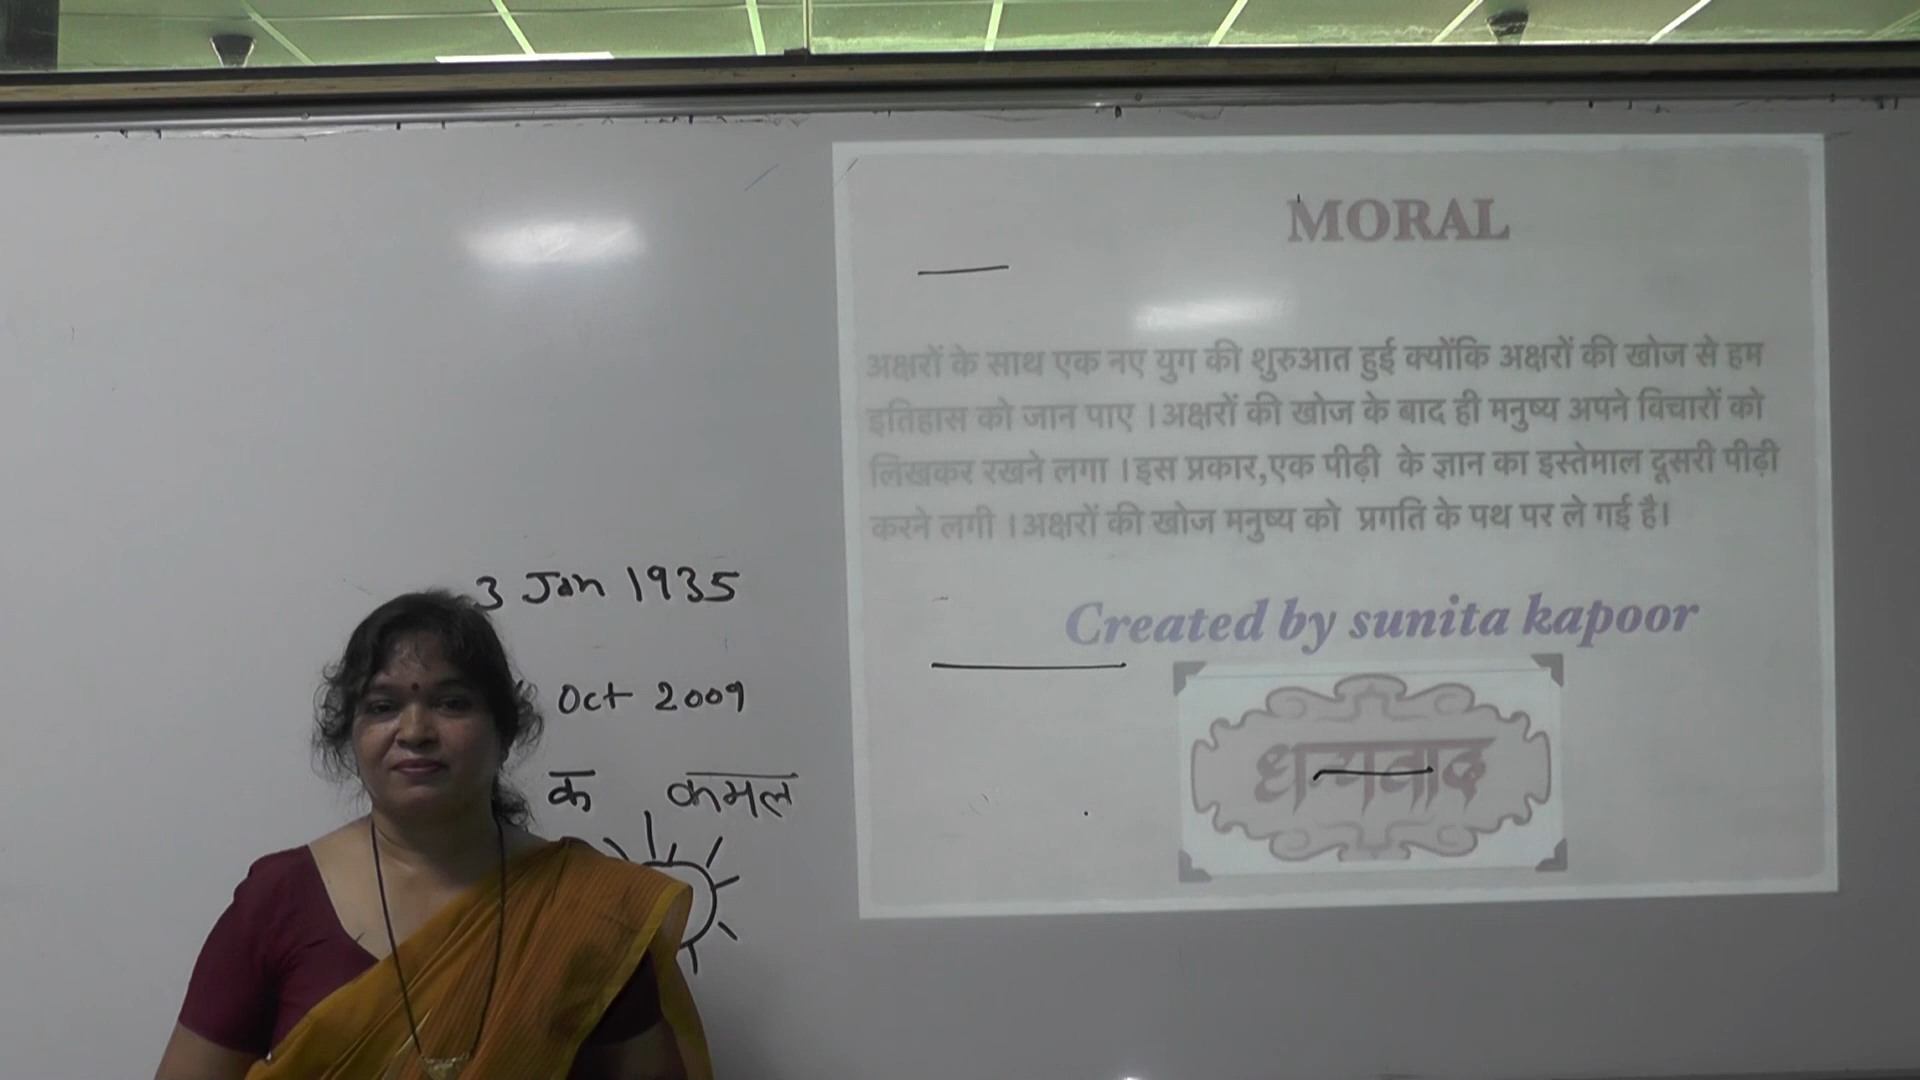 MORAL
अक्षरों के साथ एक नए युग की शुरुआत हुई क्योंकि अक्षरों की खोज से हम
इतिहास को जान पाए ।अक्षरों की खोज के बाद ही मनुष्य अपने विचारों को
लिखकर रखने लगा ।इस प्रकार,एक पीढ़ी के ज्ञान का इस्तेमाल दूसरी पीढ़ी
करने लगी ।अक्षरों की खोज मनुष्य को प्रगति के पथ पर ले गई है।
Created by sunita kapoor
धन्यवाद
3 Jan 1935
Oct 2009
क कमल